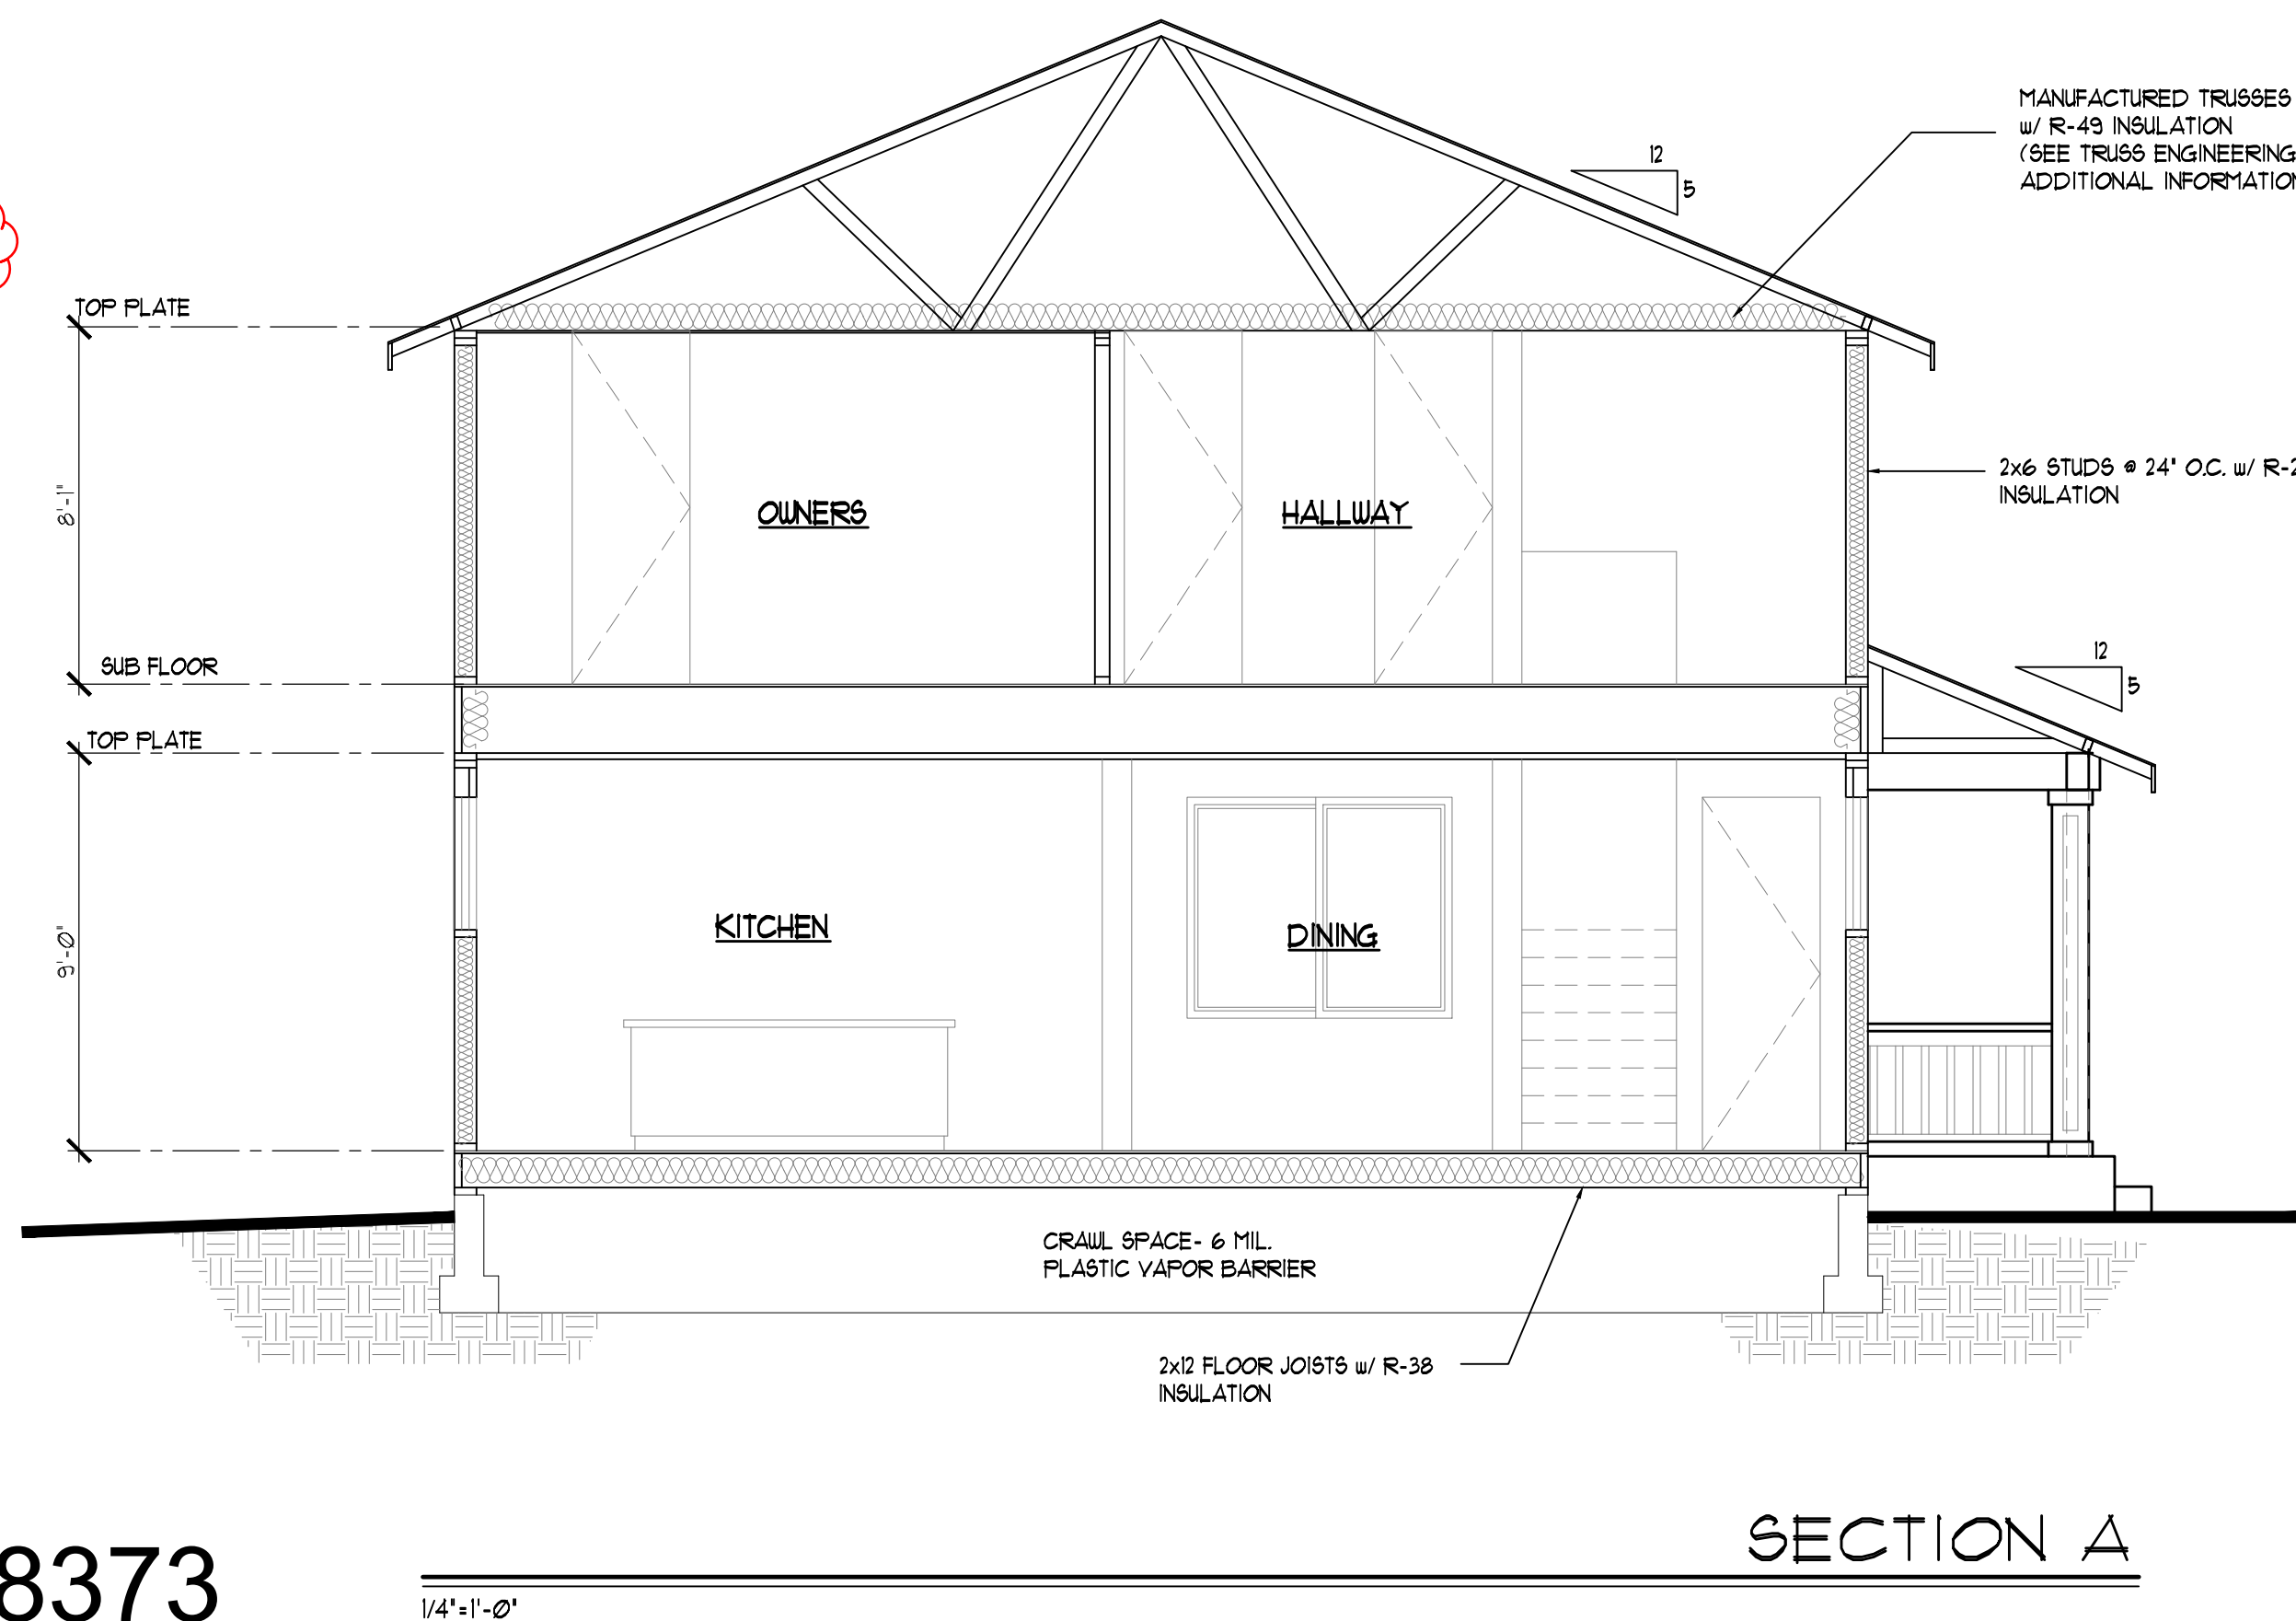 MANUFACTURED TRUSSES
w/ R-49 INSULATION
(SEE TRUSS ENGINEERING
ADDITIONAL INFORMATION
12
5
TOP PLATE
8'-1"
OWNERS
HALLWAY
2x6 STUDS @ 24" O.C. w/ R-2
INSULATION
SUB FLOOR
12
5
TOP PLATE
9'-0"
KITCHEN
DINING
CRAWL SPACE- 6 MIL.
PLASTIC VAPOR BARRIER
2x12 FLOOR JOISTS w/ R-38
INSULATION
SECTION A
8373
1/4"=1'-0"